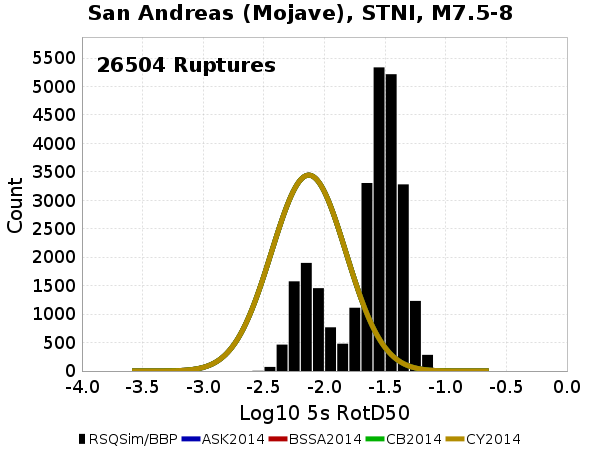 San Andreas (Mojave), STNI, M7.5-8
26504 Ruptures
Count
5500
5000
4500
4000
3500
3000
2500
2000
1500
1000
500
0
-4.0 -3.5 -3.0 -2.5 -2.0 -1.5 -1.0 -0.5 0.0
Log10 5s RotD50
RSQSim/BBP ASK2014 BSSA2014 CB2014 CY2014